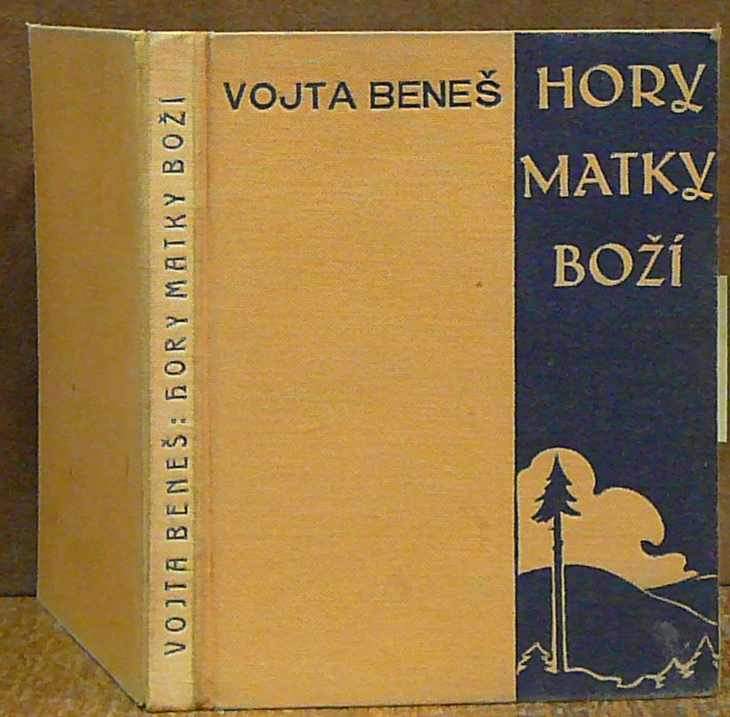 VOJTA BENEŠ: HORY MATKY BOŽÍ
VOJTA BENEŠ
HORY
MATKY
BOŽÍ